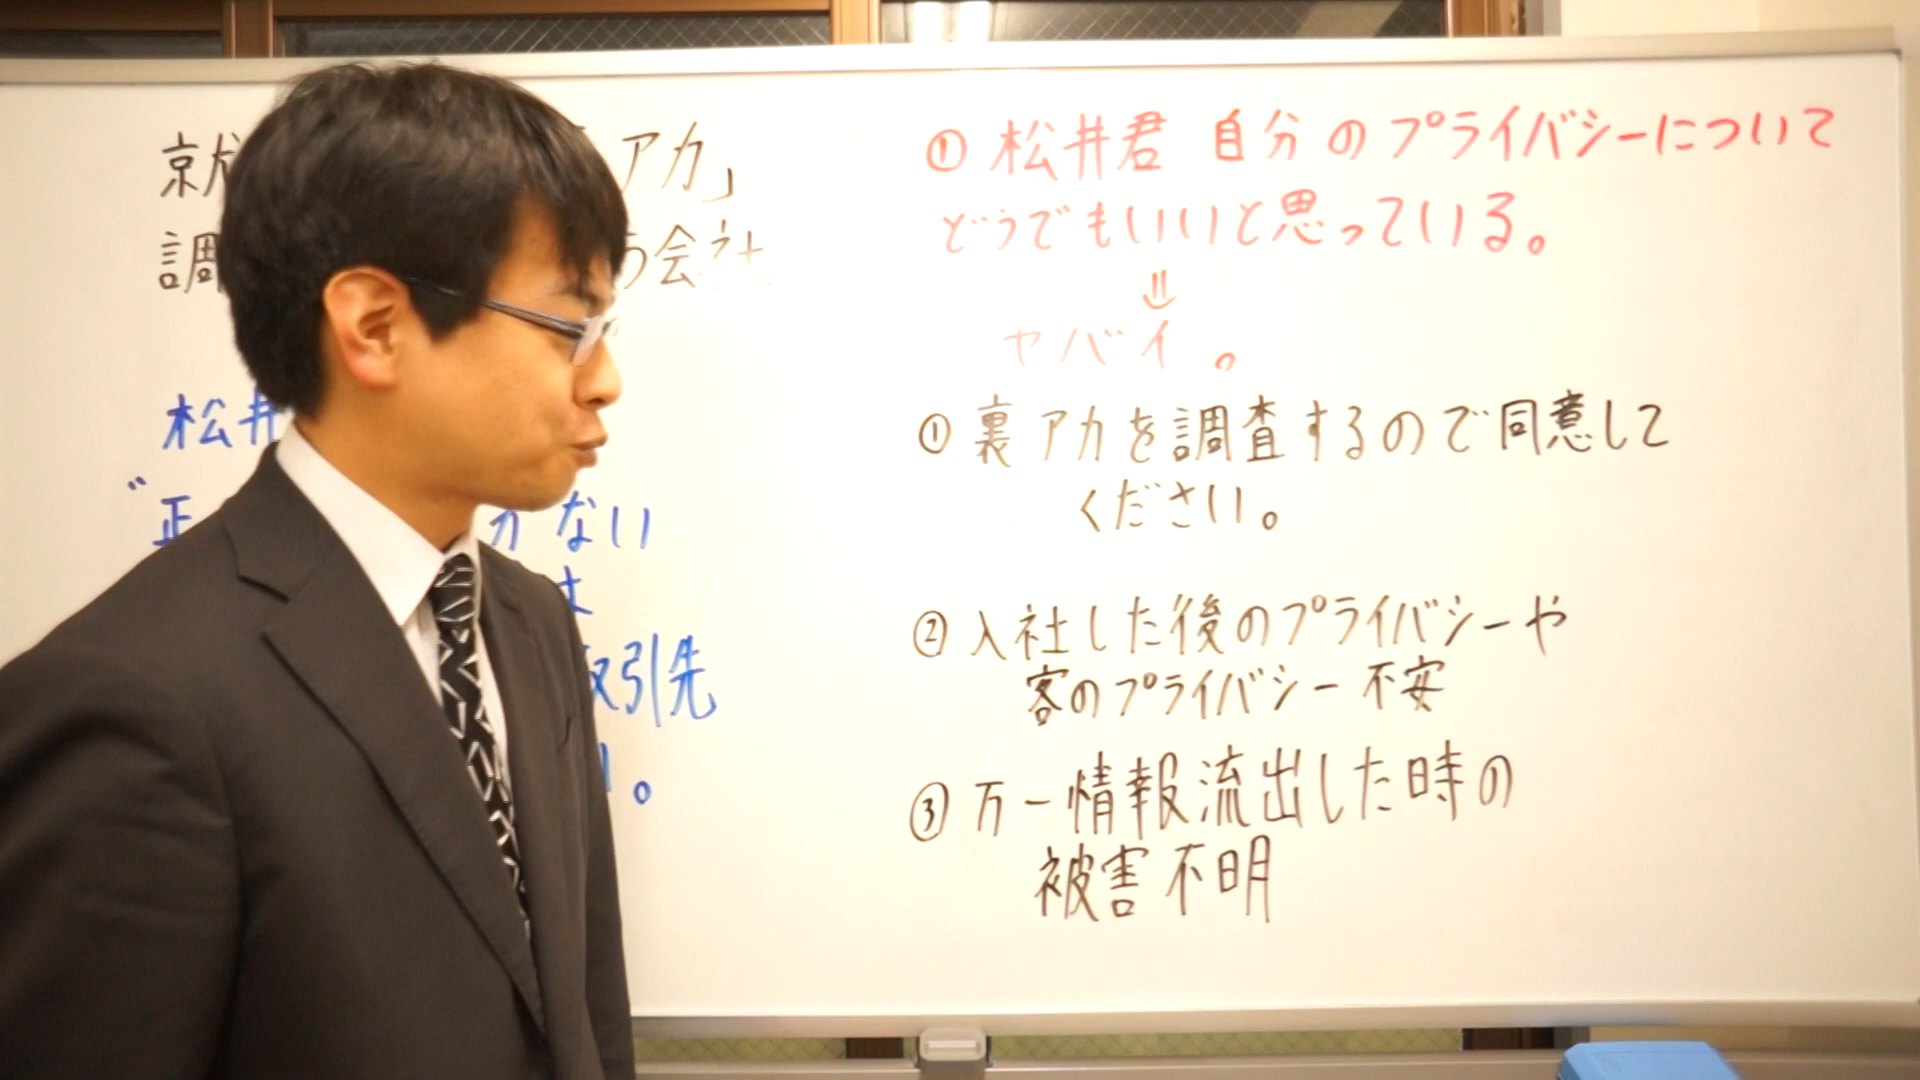 就 アカ」
調 う会社
松井
"正 分ない
は
取引先
。
① 松井君 自分のプライバシーについて
どうでもいいと思っている。
⇓
ヤバイ。
① 裏アカを調査するので同意して
ください。
② 入社した後のプライバシーや
客のプライバシー不安
③ 万一情報流出した時の
被害不明